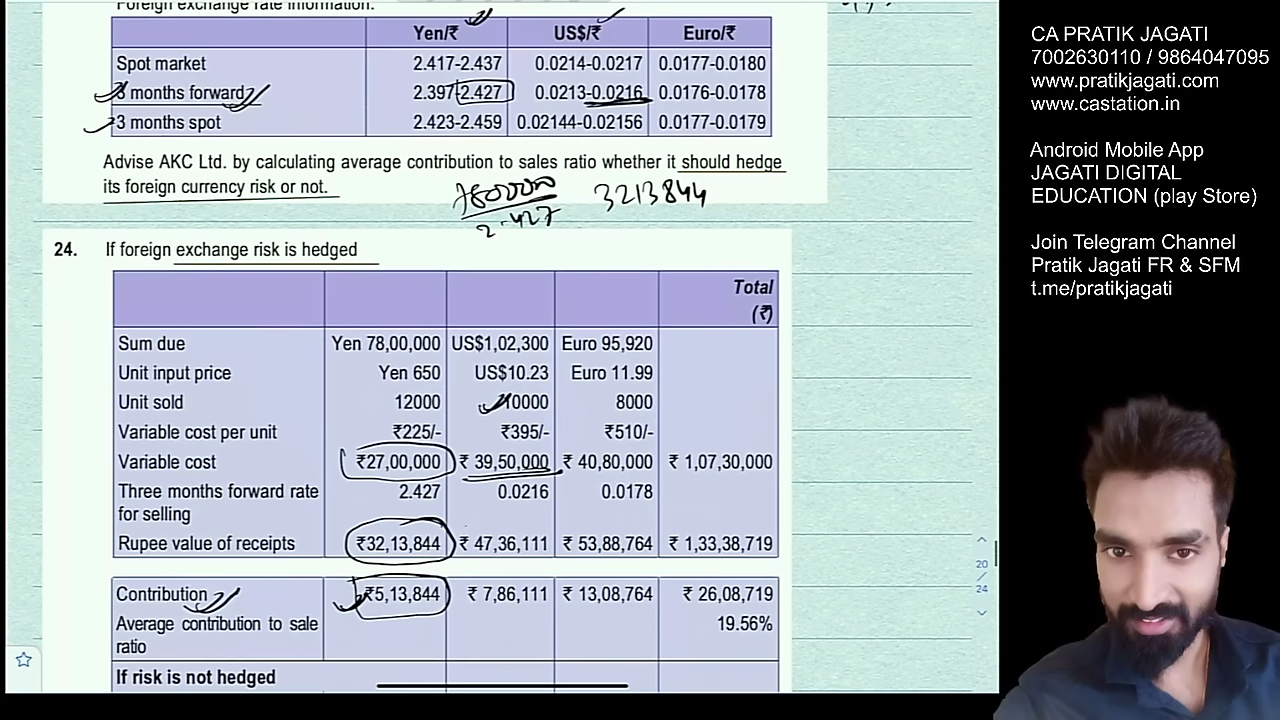 Foreign exchange rate information:
Yen/₹ US$/₹ Euro/₹
Spot market 2.417-2.437 0.0214-0.0217 0.0177-0.0180
3 months forward 2.397-2.427 0.0213-0.0216 0.0176-0.0178
3 months spot 2.423-2.459 0.02144-0.02156 0.0177-0.0179
Advise AKC Ltd. by calculating average contribution to sales ratio whether it should hedge
its foreign currency risk or not.
7800000 3213844
2.427
24. If foreign exchange risk is hedged
Total
(₹)
Sum due Yen 78,00,000 US$1,02,300 Euro 95,920
Unit input price Yen 650 US$10.23 Euro 11.99
Unit sold 12000 10000 8000
Variable cost per unit ₹225/- ₹395/- ₹510/-
Variable cost ₹27,00,000 ₹ 39,50,000 ₹ 40,80,000 ₹ 1,07,30,000
Three months forward rate 2.427 0.0216 0.0178
for selling
Rupee value of receipts ₹32,13,844 ₹ 47,36,111 ₹ 53,88,764 ₹ 1,33,38,719
Contribution ₹5,13,844 ₹ 7,86,111 ₹ 13,08,764 ₹ 26,08,719
Average contribution to sale 19.56%
ratio
If risk is not hedged
20
/
24
CA PRATIK JAGATI
7002630110 / 9864047095
www.pratikjagati.com
www.castation.in
Android Mobile App
JAGATI DIGITAL
EDUCATION (play Store)
Join Telegram Channel
Pratik Jagati FR & SFM
t.me/pratikjagati